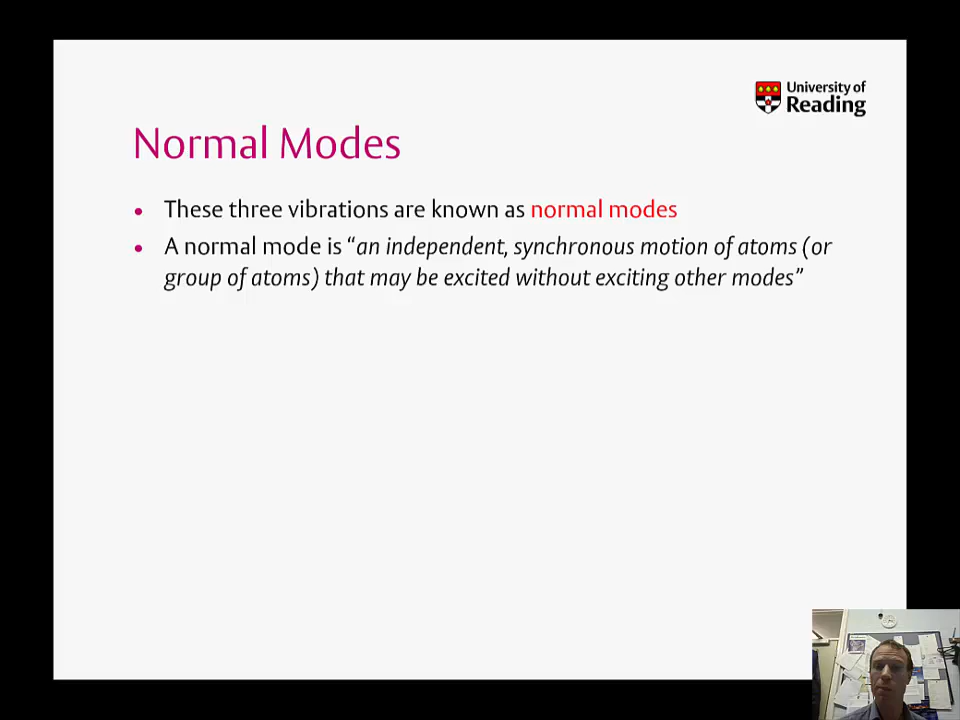 University of
Reading
Normal Modes
• These three vibrations are known as normal modes
• A normal mode is “an independent, synchronous motion of atoms (or
group of atoms) that may be excited without exciting other modes”